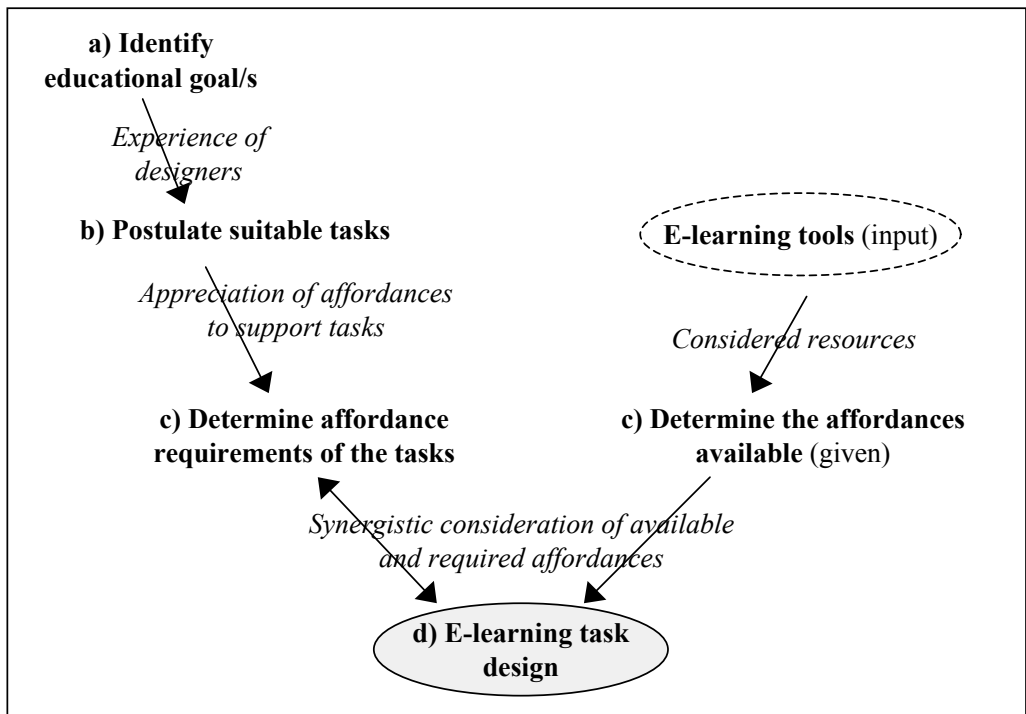 a) Identify
educational goal/s
Experience of
designers
b) Postulate suitable tasks
E-learning tools (input)
Appreciation of affordances
to support tasks
Considered resources
c) Determine affordance
requirements of the tasks
c) Determine the affordances
available (given)
Synergistic consideration of available
and required affordances
d) E-learning task
design